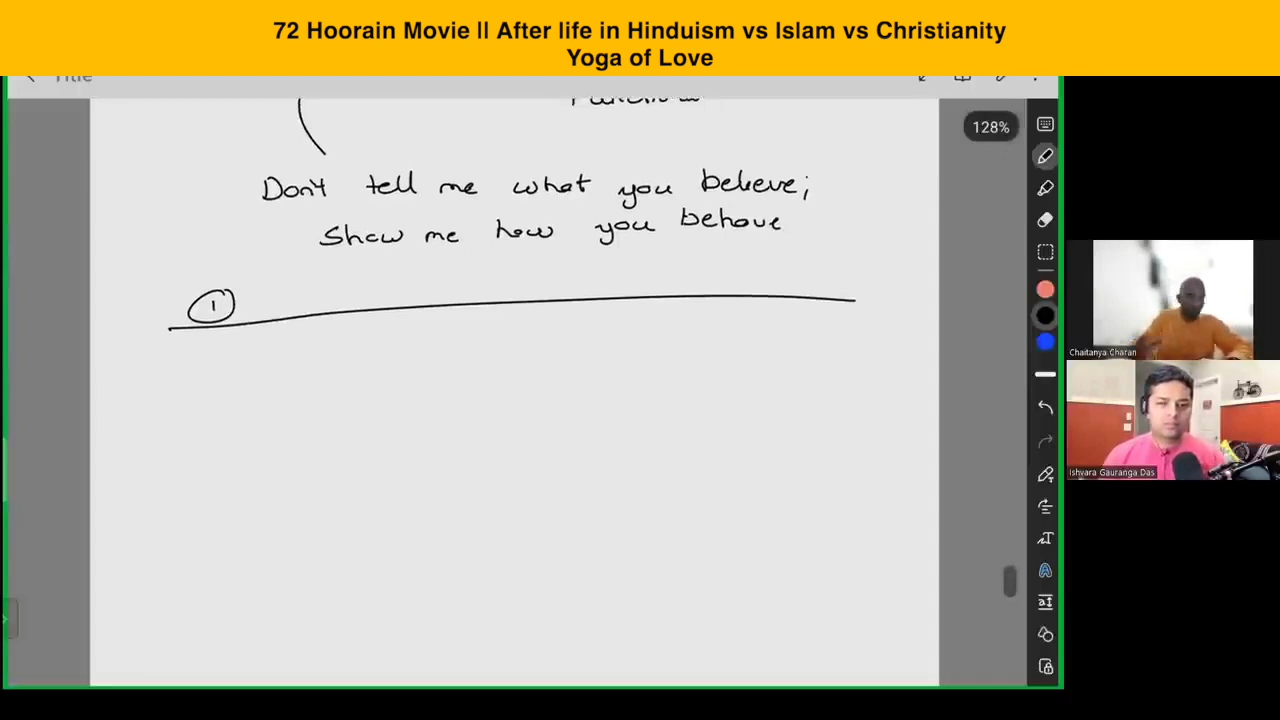 72 Hoorain Movie || After life in Hinduism vs Islam vs Christianity
Yoga of Love
Title
128%
Don't tell me what you believe;
Show me how you behave
1
Chaitanya Charan
Ishvara Gauranga Das